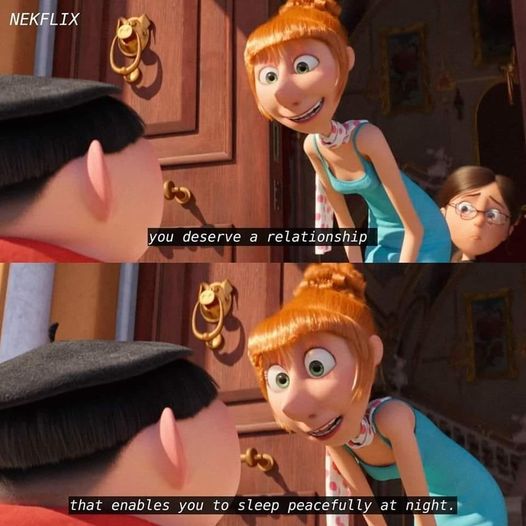 NEKFLIX
you deserve a relationship
that enables you to sleep peacefully at night.